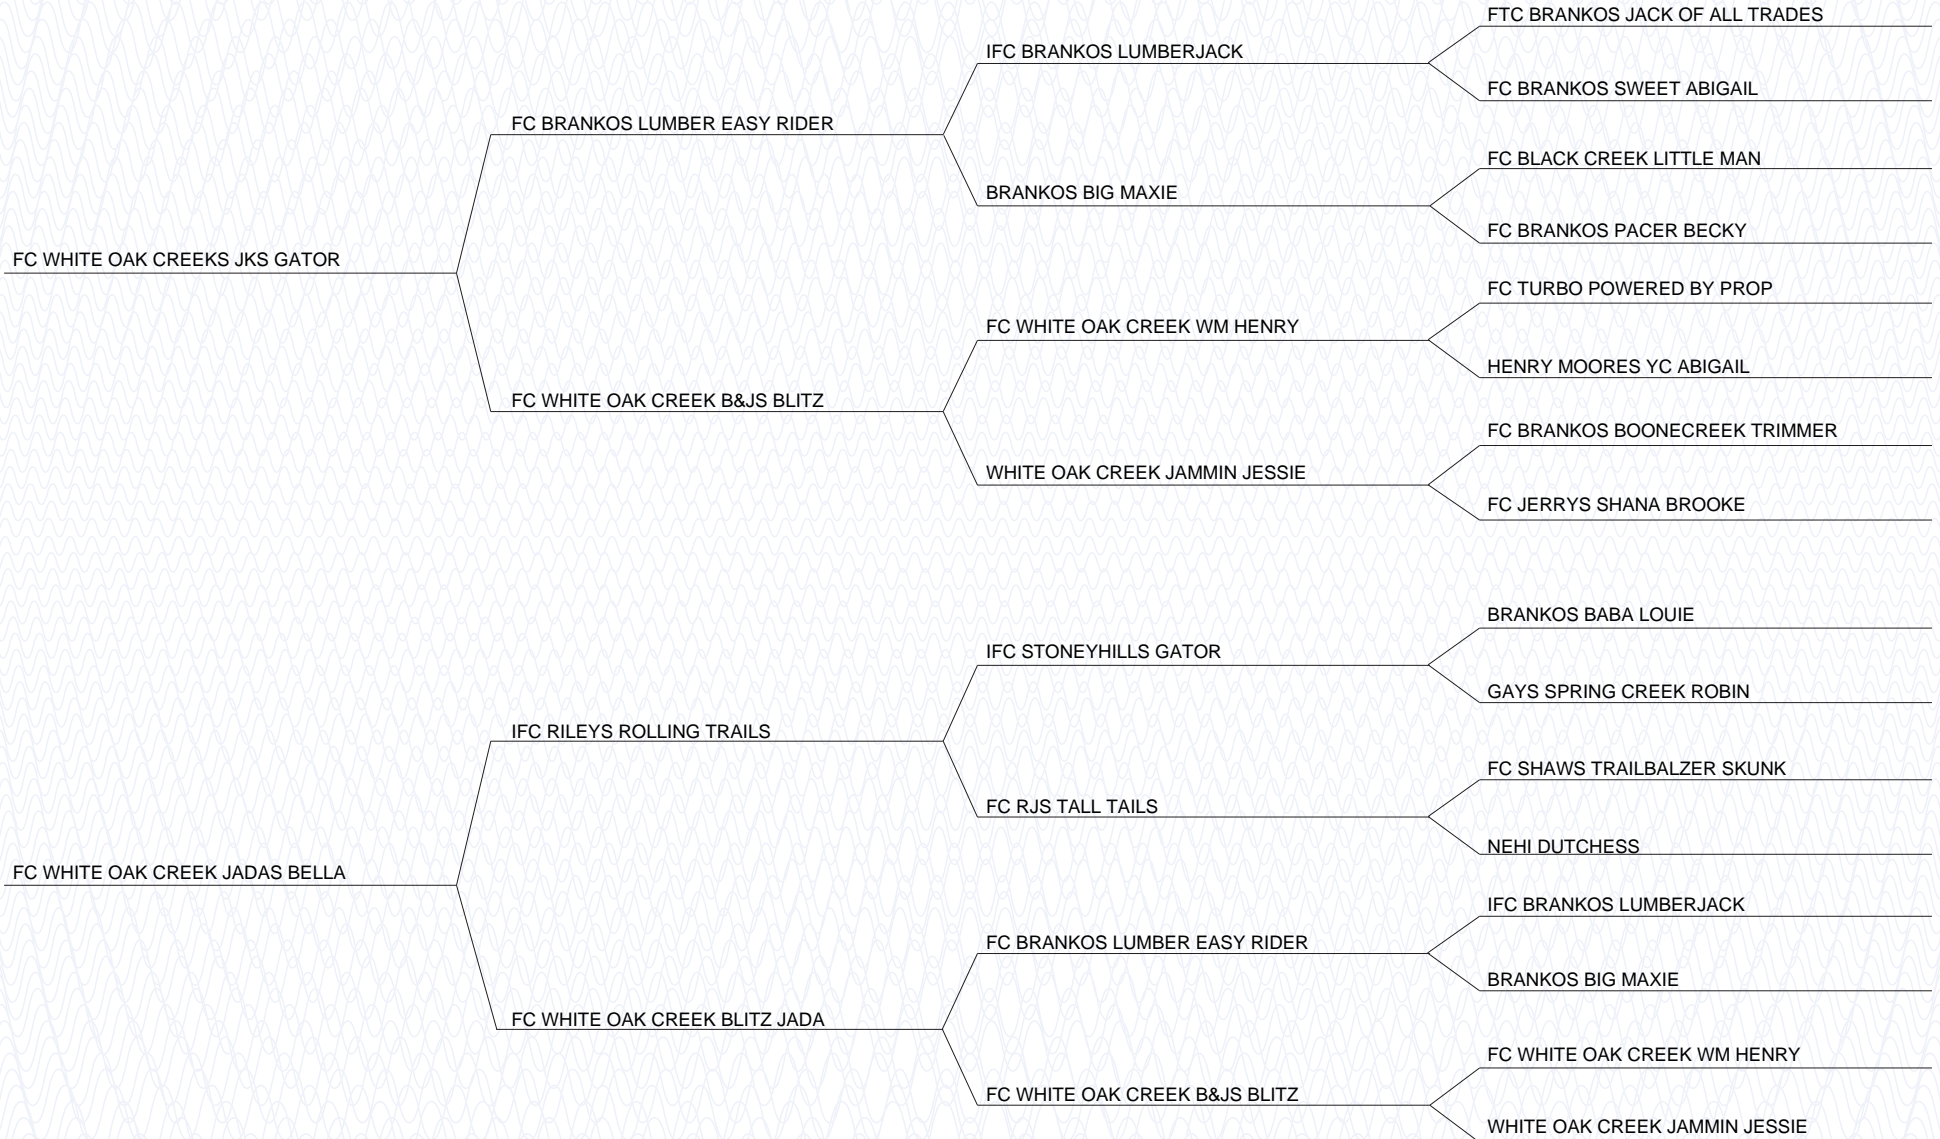 FTC BRANKOS JACK OF ALL TRADES
IFC BRANKOS LUMBERJACK
FC BRANKOS SWEET ABIGAIL
FC BRANKOS LUMBER EASY RIDER
FC BLACK CREEK LITTLE MAN
BRANKOS BIG MAXIE
FC BRANKOS PACER BECKY
FC WHITE OAK CREEKS JKS GATOR
FC TURBO POWERED BY PROP
FC WHITE OAK CREEK WM HENRY
HENRY MOORES YC ABIGAIL
FC WHITE OAK CREEK B&JS BLITZ
FC BRANKOS BOONECREEK TRIMMER
WHITE OAK CREEK JAMMIN JESSIE
FC JERRYS SHANA BROOKE
BRANKOS BABA LOUIE
IFC STONEYHILLS GATOR
GAYS SPRING CREEK ROBIN
IFC RILEYS ROLLING TRAILS
FC SHAWS TRAILBALZER SKUNK
FC RJS TALL TAILS
NEHI DUTCHESS
FC WHITE OAK CREEK JADAS BELLA
IFC BRANKOS LUMBERJACK
FC BRANKOS LUMBER EASY RIDER
BRANKOS BIG MAXIE
FC WHITE OAK CREEK BLITZ JADA
FC WHITE OAK CREEK WM HENRY
FC WHITE OAK CREEK B&JS BLITZ
WHITE OAK CREEK JAMMIN JESSIE